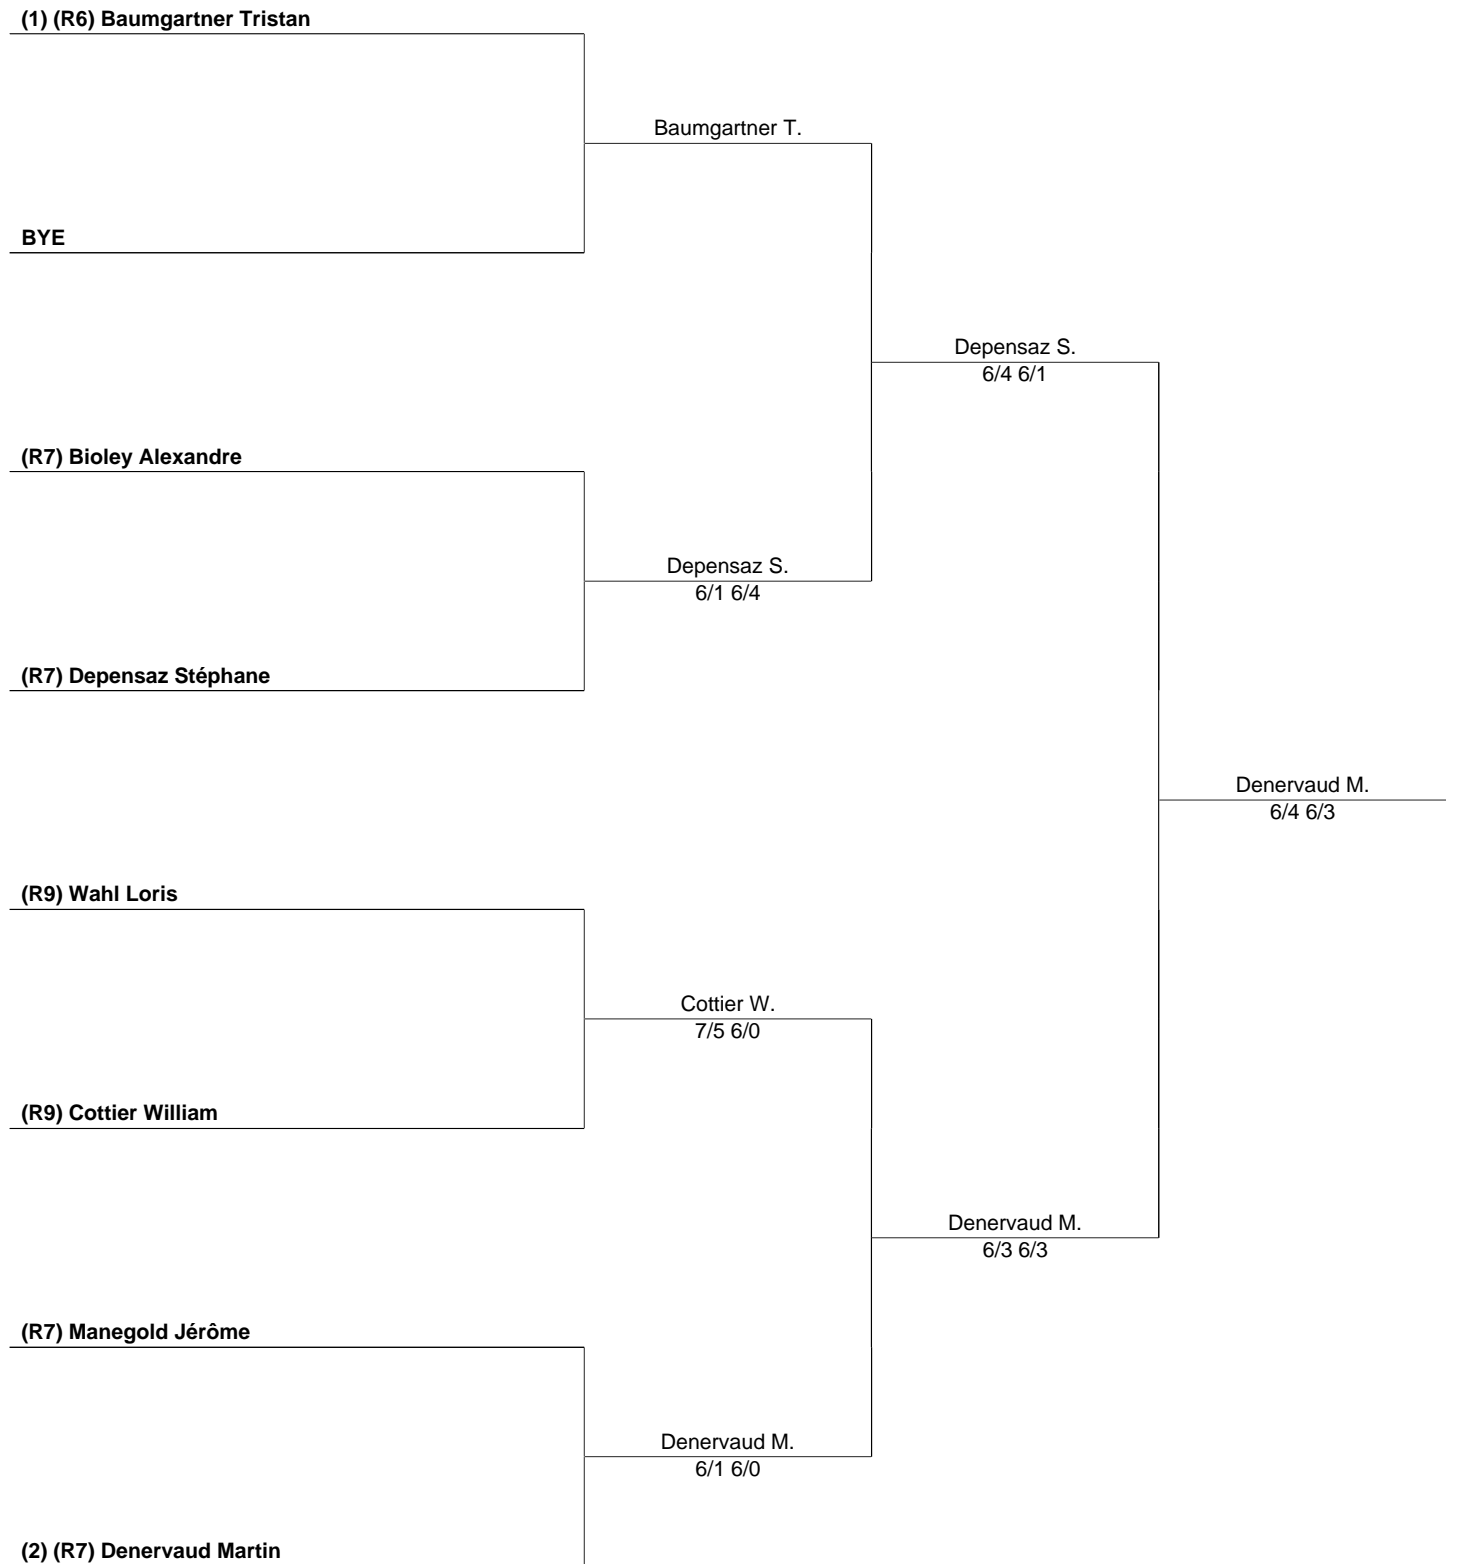 (1) (R6) Baumgartner Tristan
Baumgartner T.
BYE
Depensaz S.
6/4 6/1
(R7) Bioley Alexandre
Depensaz S.
6/1 6/4
(R7) Depensaz Stéphane
Denervaud M.
6/4 6/3
(R9) Wahl Loris
Cottier W.
7/5 6/0
(R9) Cottier William
Denervaud M.
6/3 6/3
(R7) Manegold Jérôme
Denervaud M.
6/1 6/0
(2) (R7) Denervaud Martin